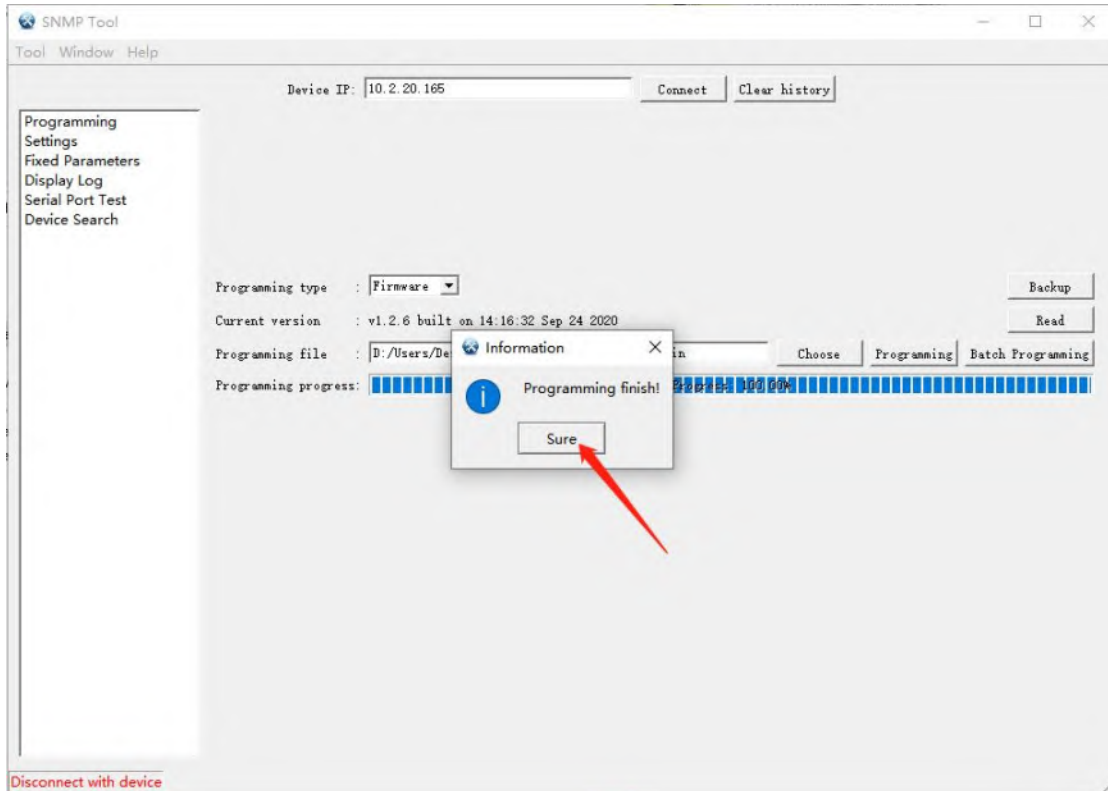 SNMP Tool
Tool Window Help
Device IP: 10.2.20.165 Connect Clear history
Programming
Settings
Fixed Parameters
Display Log
Serial Port Test
Device Search
Programming type : Firmware Backup
Current version : v1.2.6 built on 14:16:32 Sep 24 2020 Read
Programming file : D:/Users/De in Choose Programming Batch Programming
Programming progress: Progress: 100.00%
Information
Programming finish!
Sure
Disconnect with device